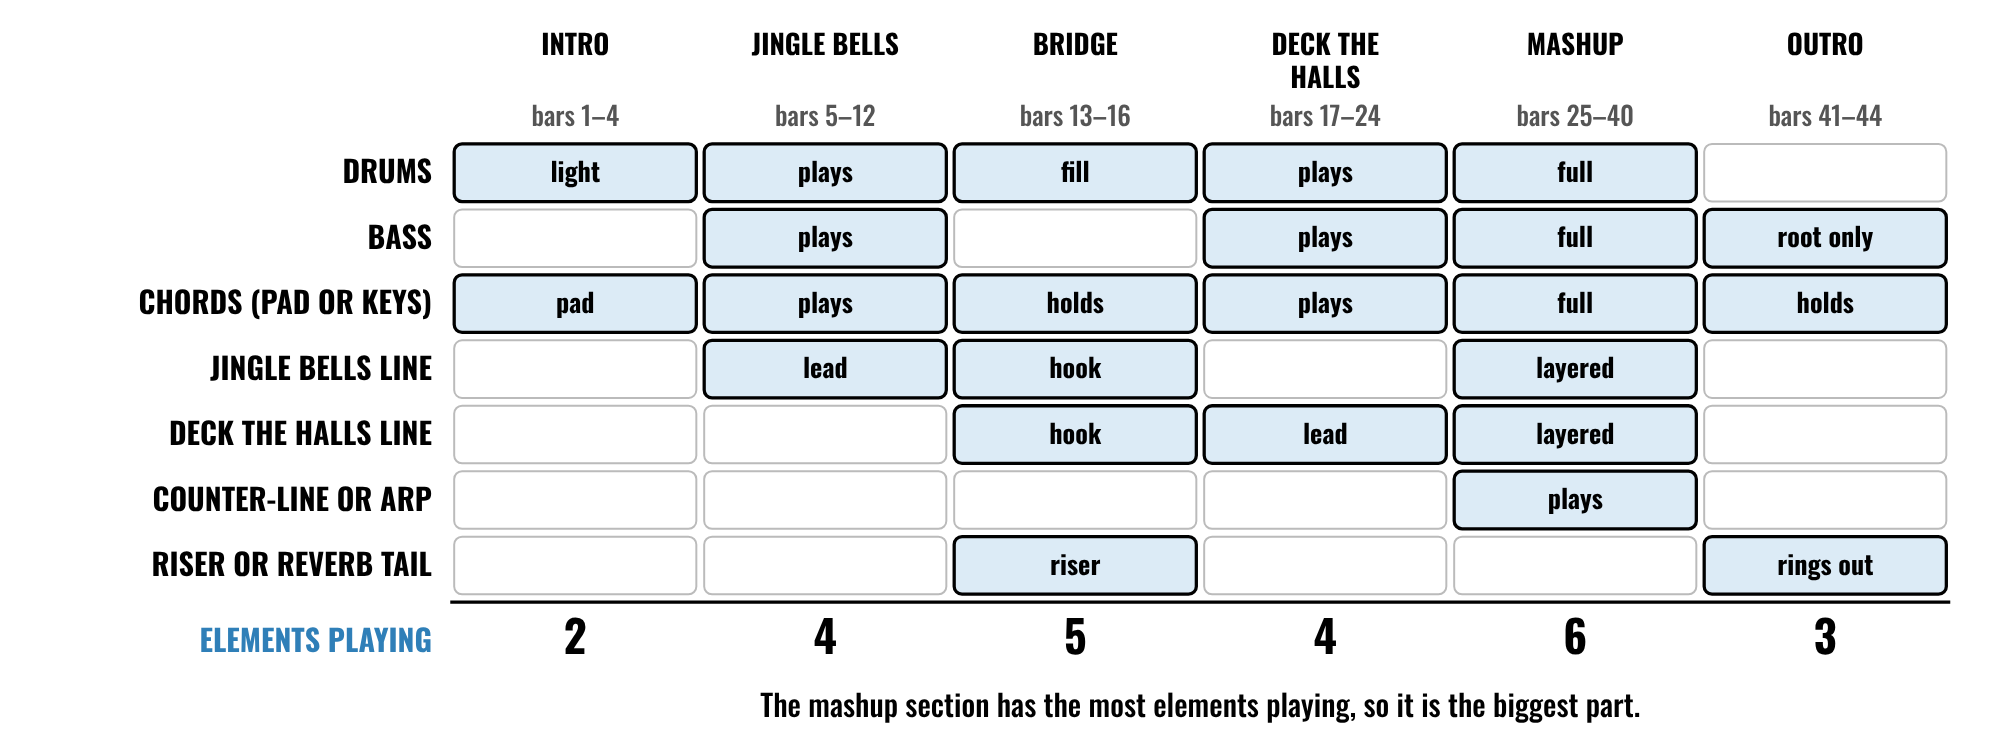 INTRO JINGLE BELLS BRIDGE DECK THE HALLS MASHUP OUTRO
bars 1–4 bars 5–12 bars 13–16 bars 17–24 bars 25–40 bars 41–44
DRUMS light plays fill plays full
BASS plays plays full root only
CHORDS (PAD OR KEYS) pad plays holds plays full holds
JINGLE BELLS LINE lead hook layered
DECK THE HALLS LINE hook lead layered
COUNTER-LINE OR ARP plays
RISER OR REVERB TAIL riser rings out
ELEMENTS PLAYING 2 4 5 4 6 3
The mashup section has the most elements playing, so it is the biggest part.